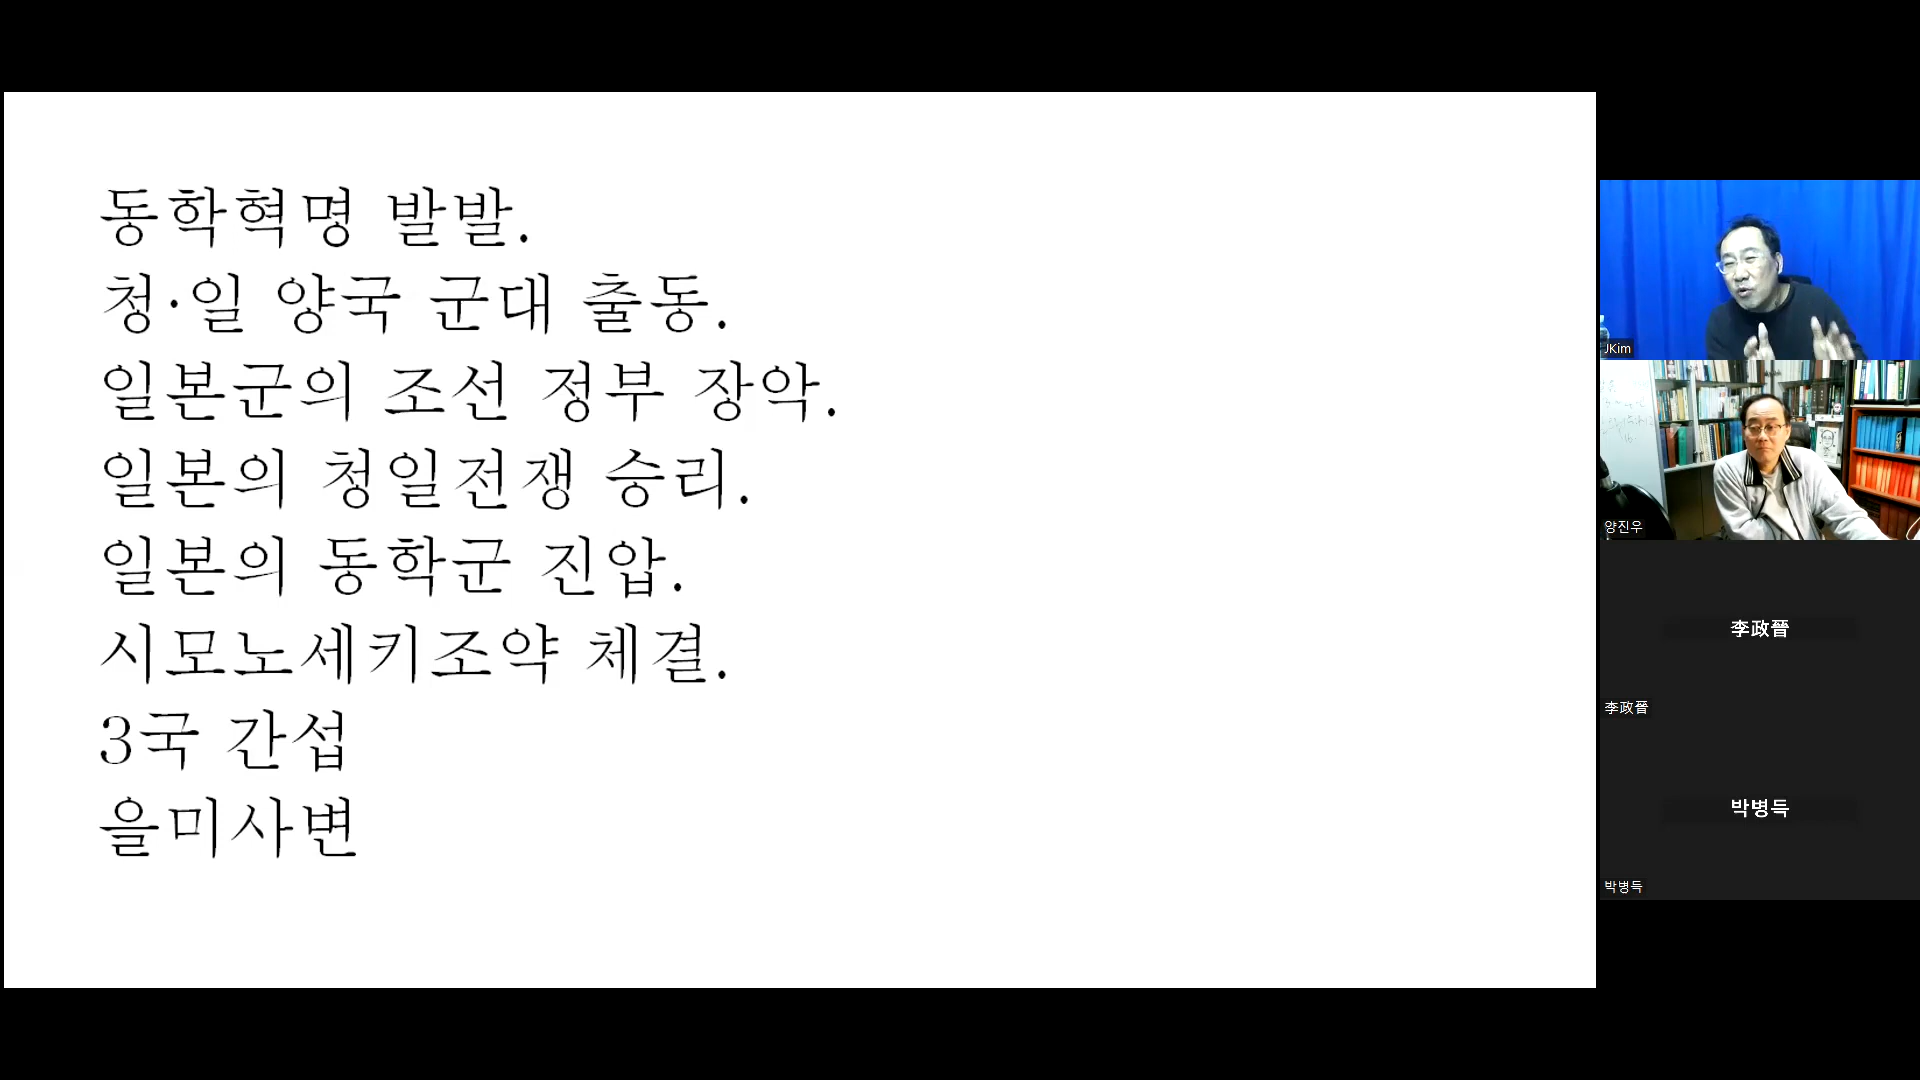 동학혁명 발발.
청·일 양국 군대 출동.
일본군의 조선 정부 장악.
일본의 청일전쟁 승리.
일본의 동학군 진압.
시모노세키조약 체결.
3국 간섭
을미사변
JKim
양진우
李政晉
李政晉
박병득
박병득